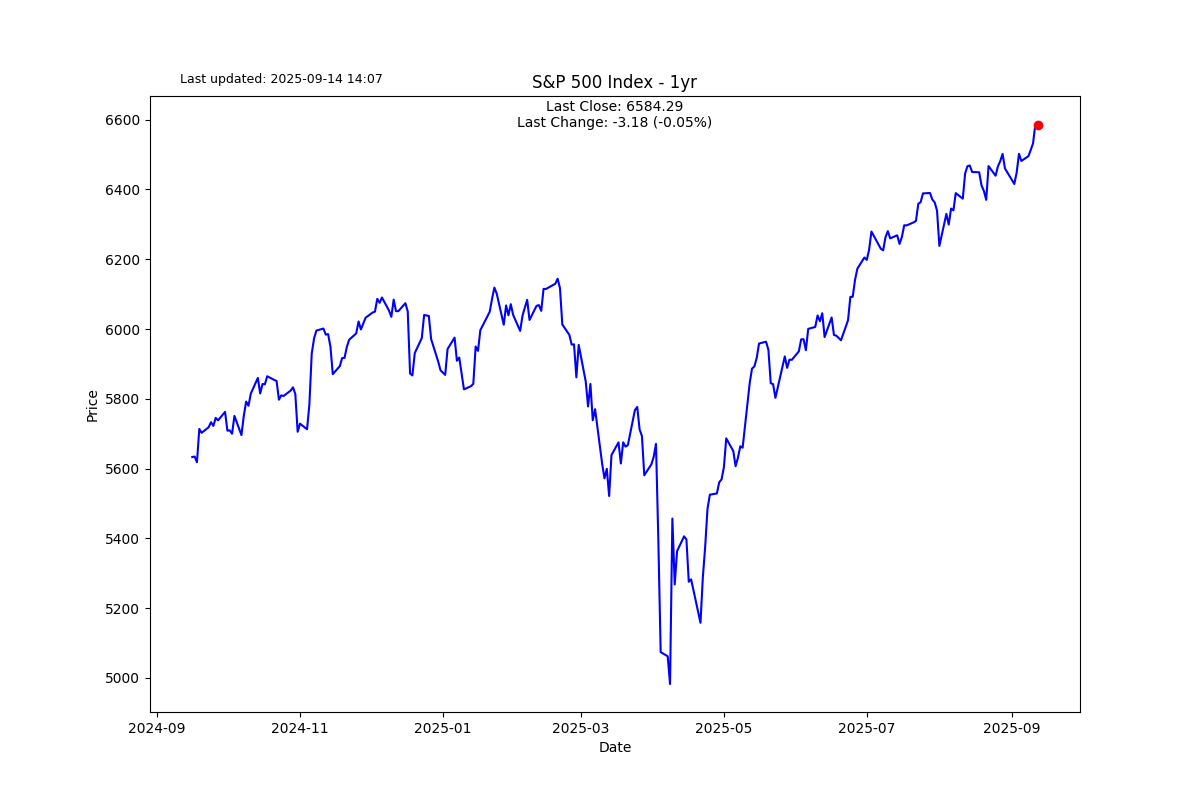 Last updated: 2025-09-14 14:07
S&P 500 Index - 1yr
Last Close: 6584.29
Last Change: -3.18 (-0.05%)
6600
6400
6200
6000
5800
5600
5400
5200
5000
Price
2024-09
2024-11
2025-01
2025-03
2025-05
2025-07
2025-09
Date